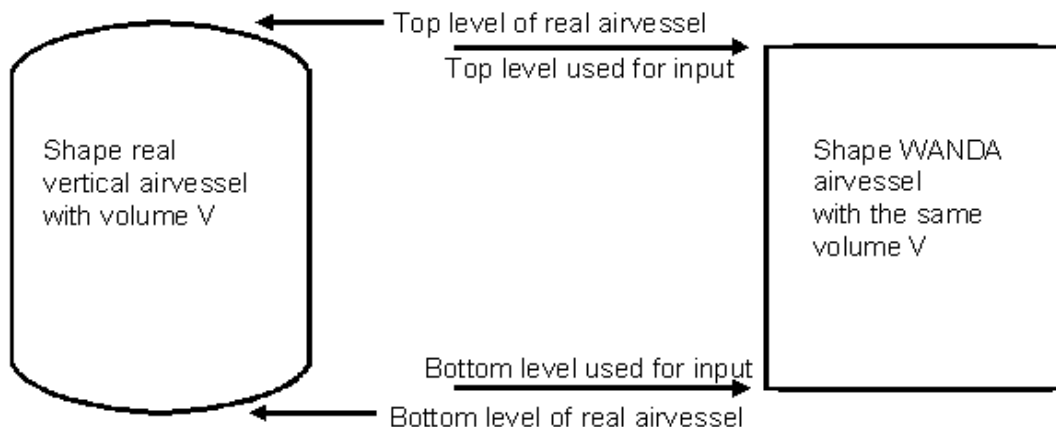 Top level of real airvessel
Top level used for input
Shape real
vertical airvessel
with volume V
Shape WANDA
airvessel
with the same
volume V
Bottom level used for input
Bottom level of real airvessel